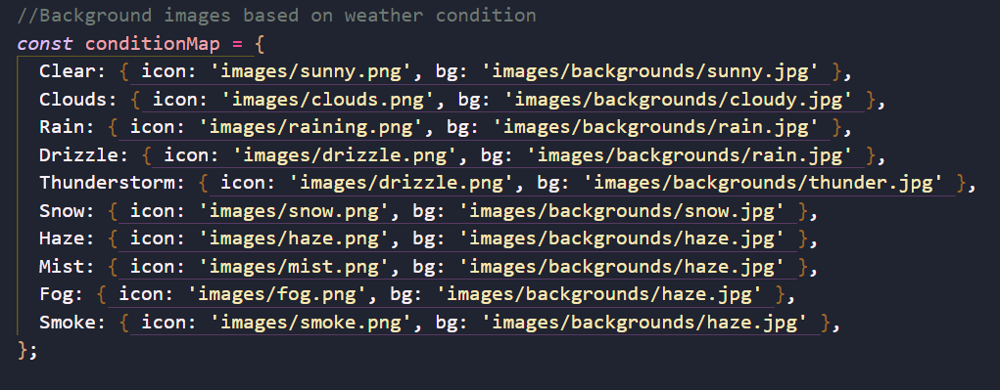 //Background images based on weather condition
const conditionMap = {
  Clear: { icon: 'images/sunny.png', bg: 'images/backgrounds/sunny.jpg' },
  Clouds: { icon: 'images/clouds.png', bg: 'images/backgrounds/cloudy.jpg' },
  Rain: { icon: 'images/raining.png', bg: 'images/backgrounds/rain.jpg' },
  Drizzle: { icon: 'images/drizzle.png', bg: 'images/backgrounds/rain.jpg' },
  Thunderstorm: { icon: 'images/drizzle.png', bg: 'images/backgrounds/thunder.jpg' },
  Snow: { icon: 'images/snow.png', bg: 'images/backgrounds/snow.jpg' },
  Haze: { icon: 'images/haze.png', bg: 'images/backgrounds/haze.jpg' },
  Mist: { icon: 'images/mist.png', bg: 'images/backgrounds/haze.jpg' },
  Fog: { icon: 'images/fog.png', bg: 'images/backgrounds/haze.jpg' },
  Smoke: { icon: 'images/smoke.png', bg: 'images/backgrounds/haze.jpg' },
};